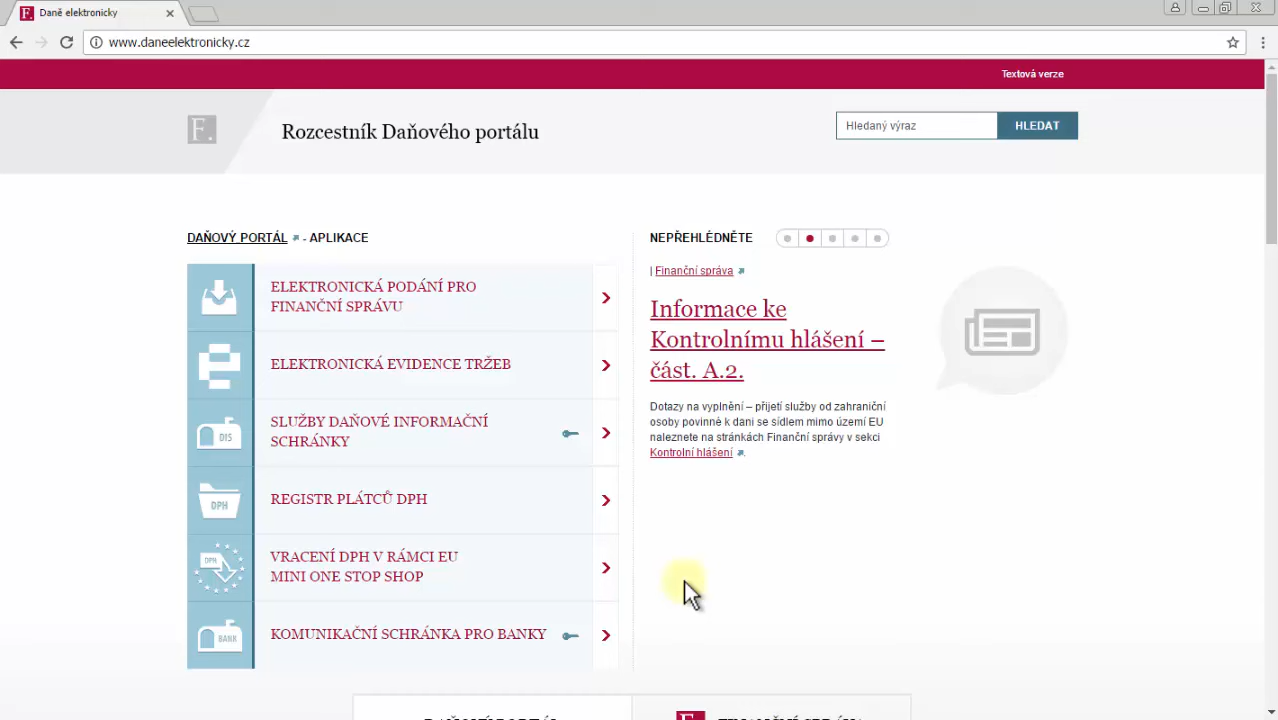 Daně elektronicky
www.daneelektronicky.cz
Textová verze
F.
Rozcestník Daňového portálu
Hledaný výraz
HLEDAT
DAŇOVÝ PORTÁL - APLIKACE
ELEKTRONICKÁ PODÁNÍ PRO
FINANČNÍ SPRÁVU
ELEKTRONICKÁ EVIDENCE TRŽEB
DIS
SLUŽBY DAŇOVÉ INFORMAČNÍ
SCHRÁNKY
DPH
REGISTR PLÁTCŮ DPH
DPH
VRACENÍ DPH V RÁMCI EU
MINI ONE STOP SHOP
BANK
KOMUNIKAČNÍ SCHRÁNKA PRO BANKY
NEPŘEHLÉDNĚTE
| Finanční správa
Informace ke
Kontrolnímu hlášení –
část. A.2.
Dotazy na vyplnění – přijetí služby od zahraniční
osoby povinné k dani se sídlem mimo území EU
naleznete na stránkách Finanční správy v sekci
Kontrolní hlášení .
DAŇOVÝ PORTÁL
F. FINANČNÍ SPRÁVA